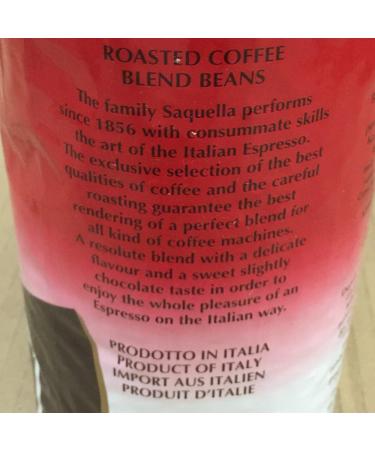 ROASTED COFFEE
BLEND BEANS
The family Saquella performs
since 1856 with consummate skills
the art of the Italian Espresso.
The exclusive selection of the best
qualities of coffee and the careful
roasting guarantee the best
rendering of a perfect blend for
all kind of coffee machines.
A resolute blend with a delicate
flavour and a sweet slightly
chocolate taste in order to
enjoy the whole pleasure of an
Espresso on the Italian way.
PRODOTTO IN ITALIA
PRODUCT OF ITALY
IMPORT AUS ITALIEN
PRODUIT D'ITALIE